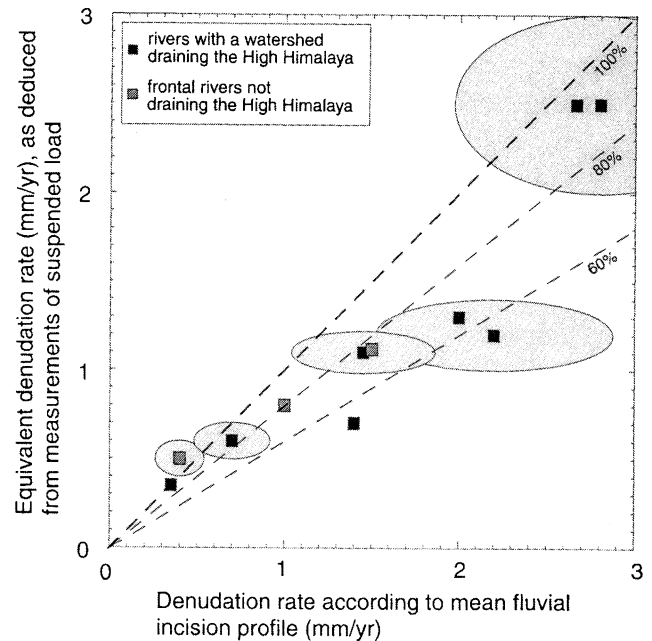 3
rivers with a watershed
draining the High Himalaya
frontal rivers not
draining the High Himalaya
100%
80%
60%
Equivalent denudation rate (mm/yr), as deduced
from measurements of suspended load
2
1
0
0
1
2
3
Denudation rate according to mean fluvial
incision profile (mm/yr)